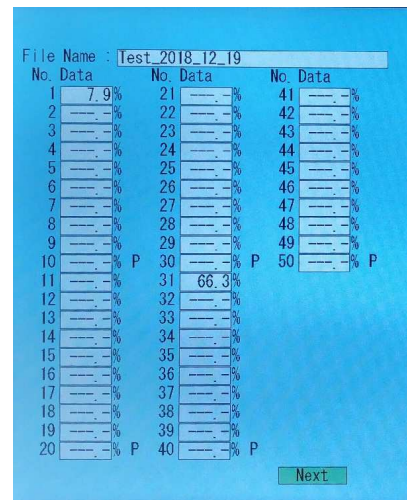 File Name : Test_2018_12_19
No. Data No. Data No. Data
1 7.9% 21 ---.-% 41 ---.-%
2 ---.-% 22 ---.-% 42 ---.-%
3 ---.-% 23 ---.-% 43 ---.-%
4 ---.-% 24 ---.-% 44 ---.-%
5 ---.-% 25 ---.-% 45 ---.-%
6 ---.-% 26 ---.-% 46 ---.-%
7 ---.-% 27 ---.-% 47 ---.-%
8 ---.-% 28 ---.-% 48 ---.-%
9 ---.-% 29 ---.-% 49 ---.-%
10 ---.-% P 30 ---.-% P 50 ---.-% P
11 ---.-% 31 66.3%
12 ---.-% 32 ---.-%
13 ---.-% 33 ---.-%
14 ---.-% 34 ---.-%
15 ---.-% 35 ---.-%
16 ---.-% 36 ---.-%
17 ---.-% 37 ---.-%
18 ---.-% 38 ---.-%
19 ---.-% 39 ---.-%
20 ---.-% P 40 ---.-% P
Next